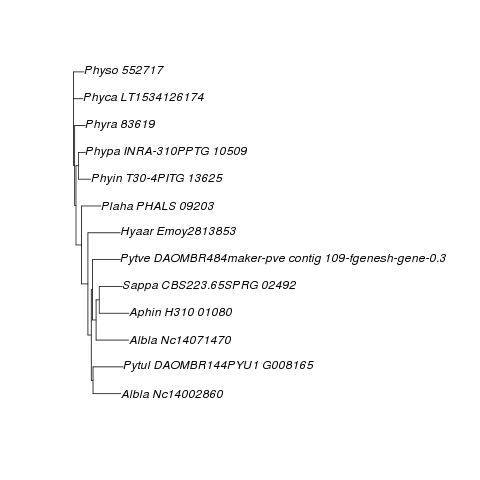 Physo 552717
Phyca LT1534126174
Phyra 83619
Phypa INRA-310PPTG 10509
Phyin T30-4PITG 13625
Plaha PHALS 09203
Hyaar Emoy2813853
Pytve DAOMBR484maker-pve contig 109-fgenesh-gene-0.3
Sappa CBS223.65SPRG 02492
Aphin H310 01080
Albla Nc14071470
Pytul DAOMBR144PYU1 G008165
Albla Nc14002860